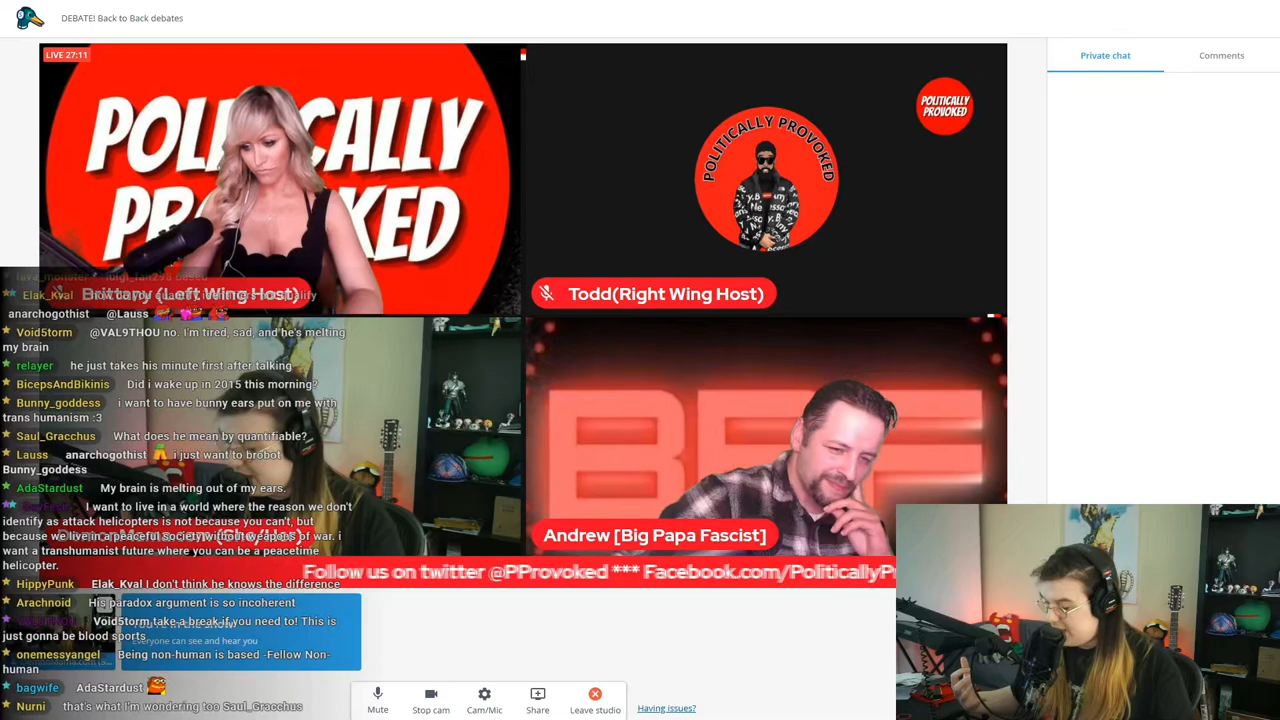 DEBATE! Back to Back debates
Private chat
Comments
LIVE 27:11
POLITICALLY
PROVOKED
POLITICALLY PROVOKED
POLITICALLY
PROVOKED
Brittany (Left Wing Host)
Todd(Right Wing Host)
Elak_Kval
anarchogothist @Lauss
Void5torm @VAL9THOU no. I'm tired, sad, and he's melting
my brain
relayer he just takes his minute first after talking
BicepsAndBikinis Did i wake up in 2015 this morning?
Bunny_goddess i want to have bunny ears put on me with
trans humanism :3
Saul_Gracchus What does he mean by quantifiable?
Lauss anarchogothist i just want to brobot
Bunny_goddess
AdaStardust My brain is melting out of my ears.
I want to live in a world where the reason we don't
identify as attack helicopters is not because you can't, but
because we live in a peaceful society without weapons of war. i
want a transhumanist future where you can be a peacetime
helicopter.
HippyPunk Elak_Kval I don't think he knows the difference
Arachnoid His paradox argument is so incoherent
Void5torm take a break if you need to! This is
just gonna be blood sports
onemessyangel Being non-human is based -Fellow Non-
human
bagwife AdaStardust
Nurni that's what I'm wondering too Saul_Gracchus
BPF
Andrew [Big Papa Fascist]
Follow us on twitter @PProvoked *** Facebook.com/PoliticallyPr
Everyone can see and hear you
Mute
Stop cam
Cam/Mic
Share
Leave studio
Having issues?